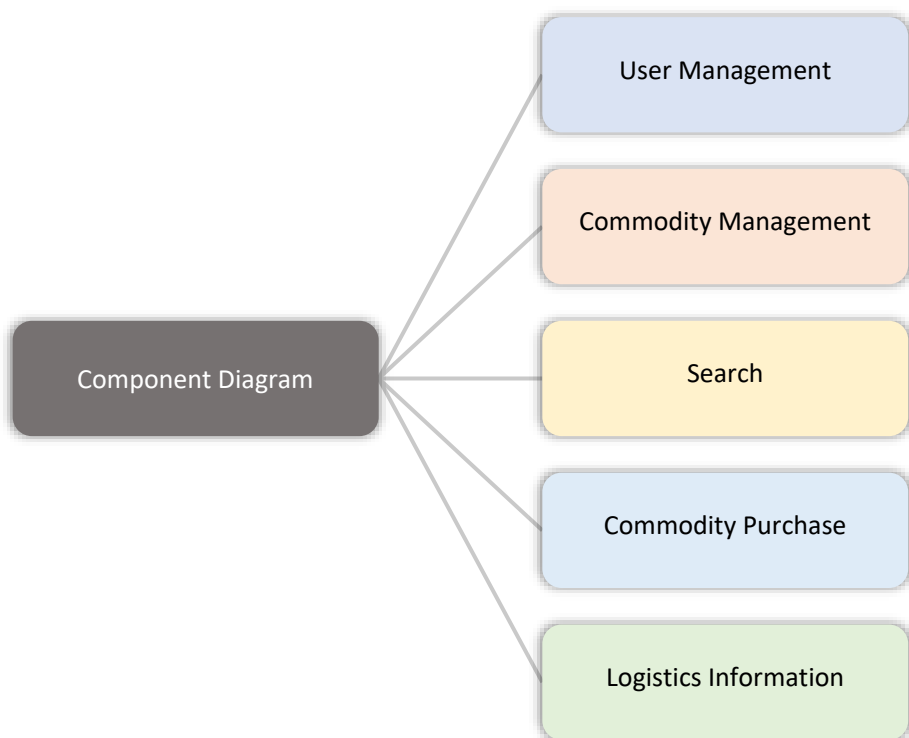 User Management
Commodity Management
Component Diagram
Search
Commodity Purchase
Logistics Information